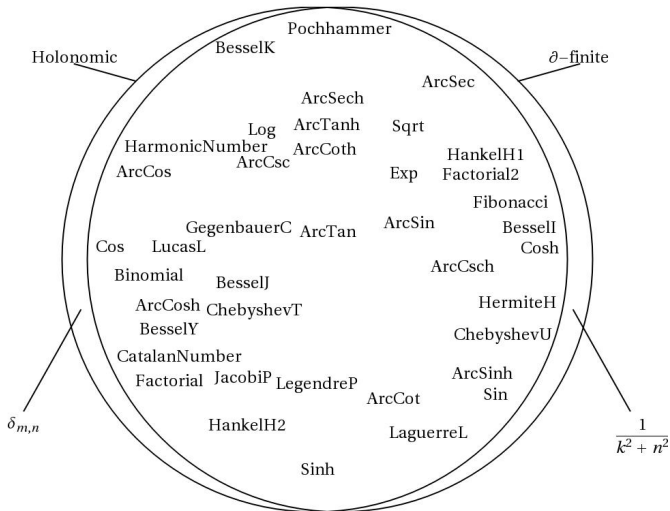 Pochhammer
BesselK
Holonomic
∂−finite
ArcSec
ArcSech
Log
ArcTanh
Sqrt
HarmonicNumber
ArcCoth
HankelH1
ArcCsc
ArcCos
Exp
Factorial2
Fibonacci
GegenbauerC
ArcTan
ArcSin
BesselI
Cos
LucasL
Cosh
ArcCsch
Binomial
BesselJ
ArcCosh
ChebyshevT
HermiteH
BesselY
ChebyshevU
CatalanNumber
Factorial
JacobiP
LegendreP
ArcSinh
ArcCot
Sin
δm,n
HankelH2
LaguerreL
1
k² + n²
Sinh